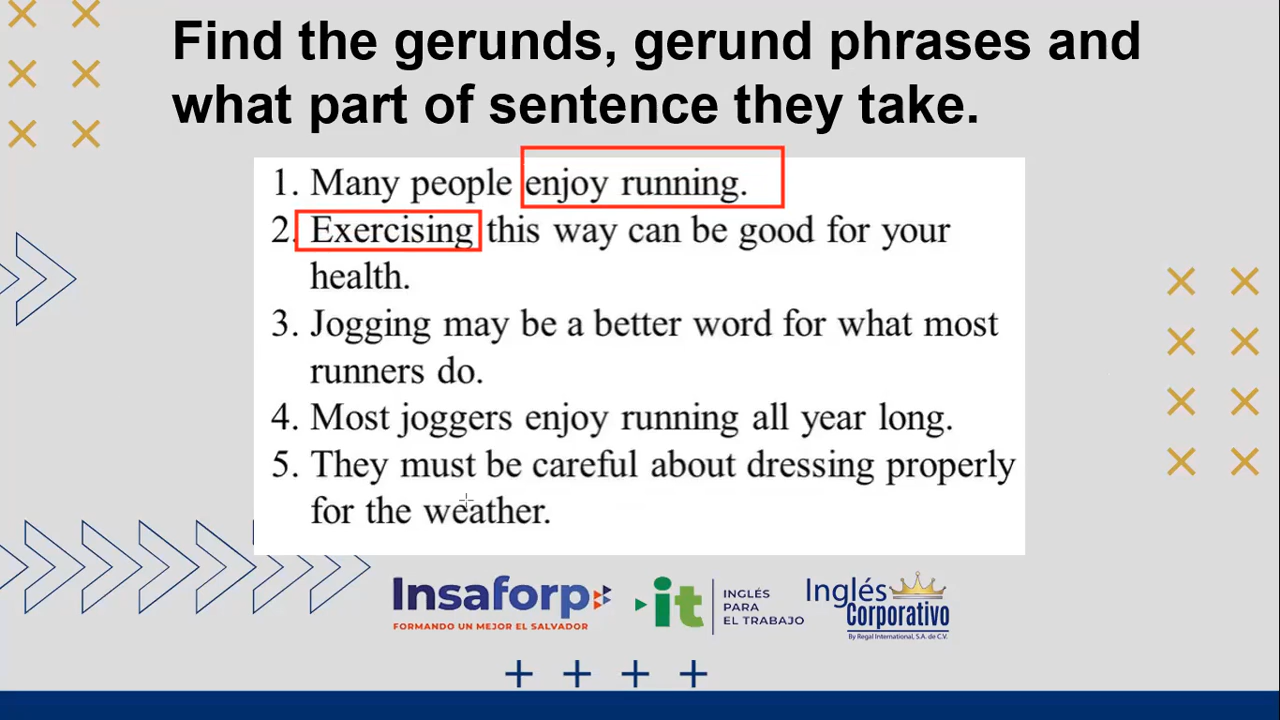 Find the gerunds, gerund phrases and
what part of sentence they take.
1. Many people enjoy running.
2. Exercising this way can be good for your
health.
3. Jogging may be a better word for what most
runners do.
4. Most joggers enjoy running all year long.
5. They must be careful about dressing properly
for the weather.
Insaforp
FORMANDO UN MEJOR EL SALVADOR
it
INGLÉS
PARA
EL TRABAJO
Inglés
Corporativo
By Regal International, S.A. de C.V.